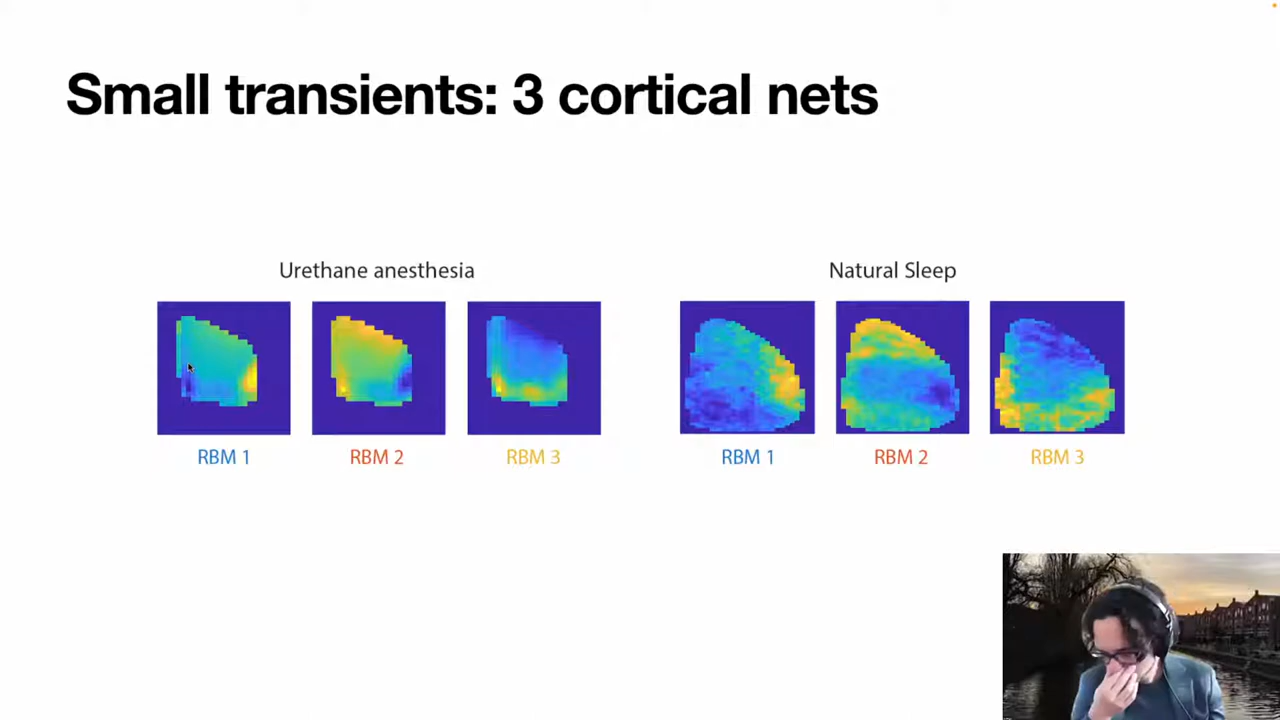 Small transients: 3 cortical nets
Urethane anesthesia
Natural Sleep
RBM 1
RBM 2
RBM 3
RBM 1
RBM 2
RBM 3